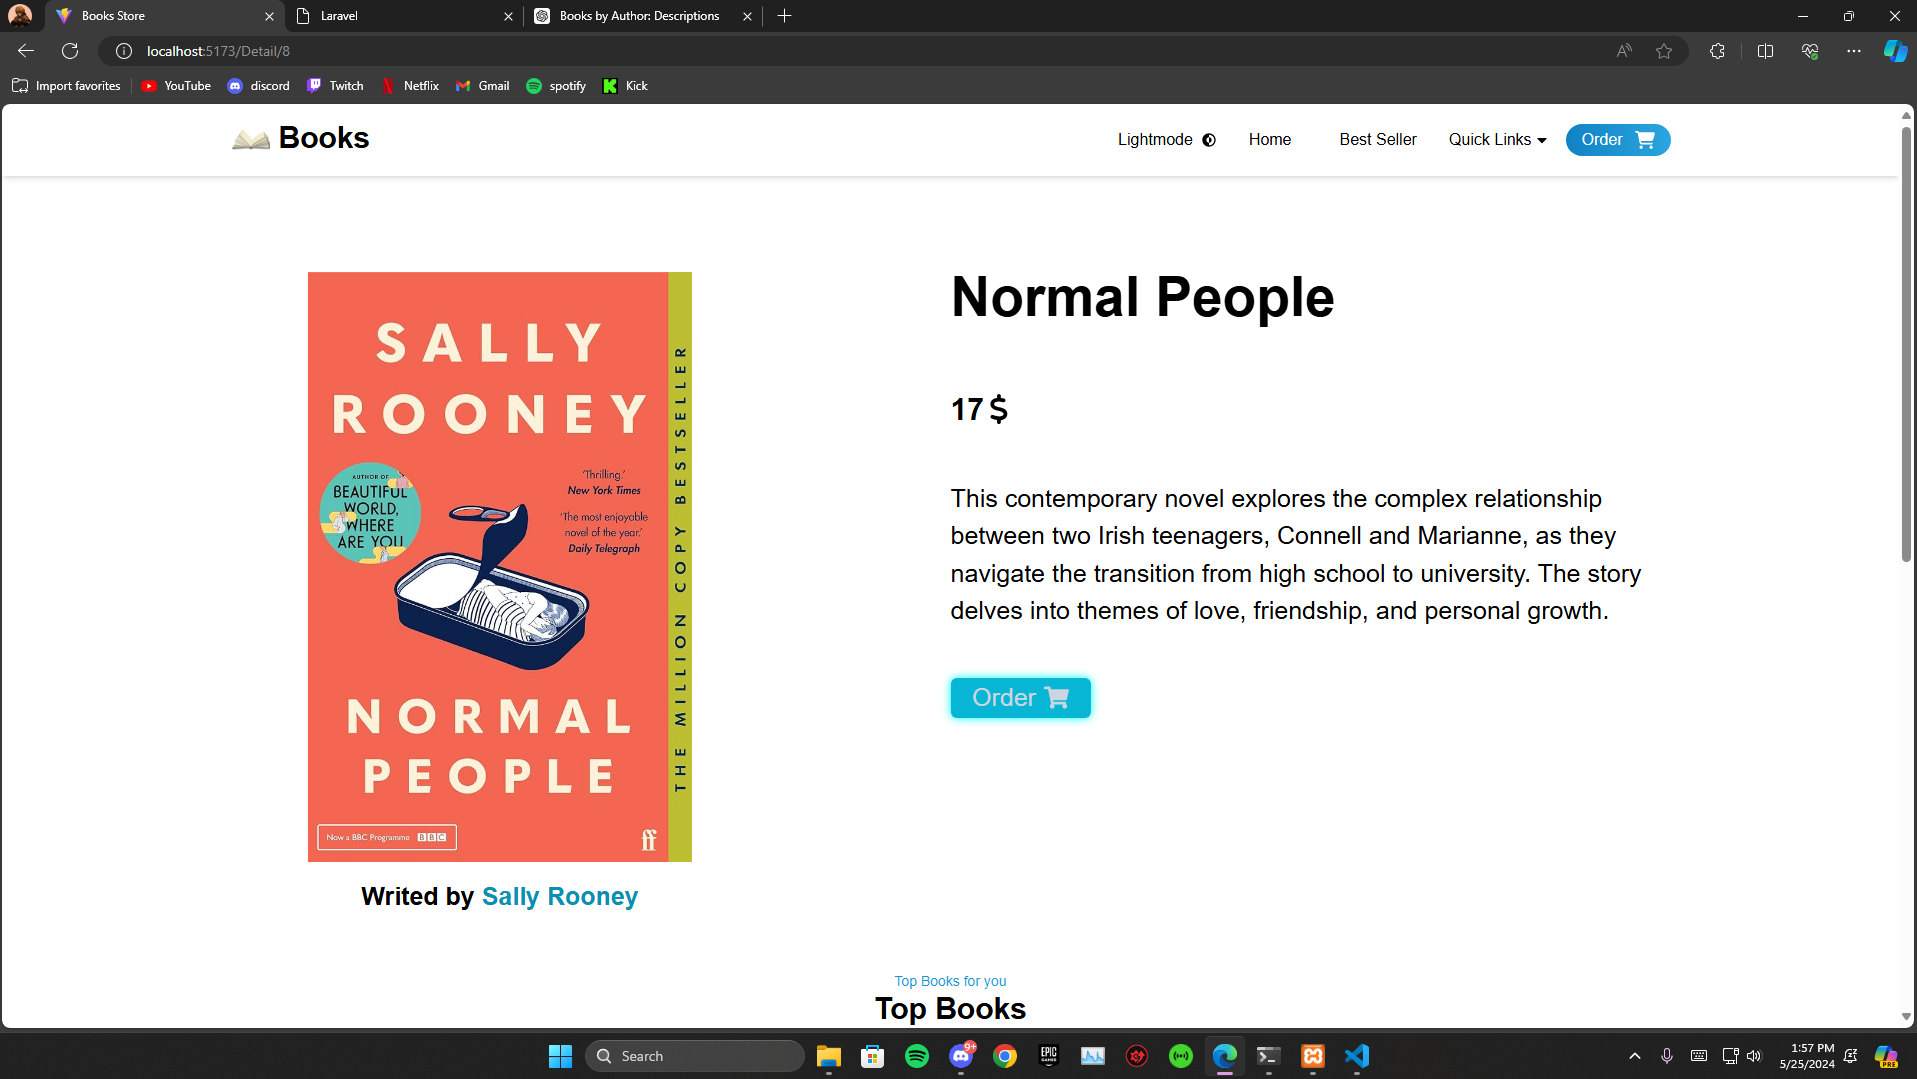 Books Store
Laravel
Books by Author: Descriptions
localhost:5173/Detail/8
Import favorites
YouTube
discord
Twitch
Netflix
Gmail
spotify
Kick
Books
Lightmode
Home
Best Seller
Quick Links
Order
SALLY
ROONEY
AUTHOR OF
BEAUTIFUL
WORLD,
WHERE
ARE YOU
'Thrilling.'
New York Times
'The most enjoyable
novel of the year.'
Daily Telegraph
NORMAL
PEOPLE
Now a BBC Programme BBC
ff
THE MILLION COPY BESTSELLER
Writed by Sally Rooney
Normal People
17$
This contemporary novel explores the complex relationship
between two Irish teenagers, Connell and Marianne, as they
navigate the transition from high school to university. The story
delves into themes of love, friendship, and personal growth.
Order
Top Books for you
Top Books
Search
9+
EPIC
GAMES
1:57 PM
5/25/2024
PRE